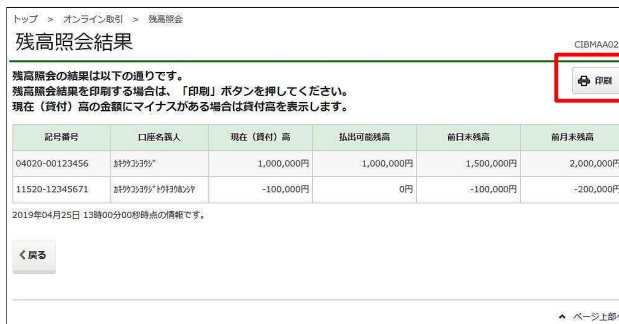 トップ > オンライン取引 > 残高照会
残高照会結果
CIBMAA02
残高照会の結果は以下の通りです。
残高照会結果を印刷する場合は、「印刷」ボタンを押してください。
現在（貸付）高の金額にマイナスがある場合は貸付高を表示します。
印刷
記号番号 口座名義人 現在（貸付）高 払出可能残高 前日末残高 前月末残高
04020-00123456 1,000,000円 1,000,000円 1,500,000円 2,000,000円
11520-12345671 -100,000円 0円 -100,000円 -200,000円
2019年04月25日 13時00分00秒時点の情報です。
戻る
ページ上部へ